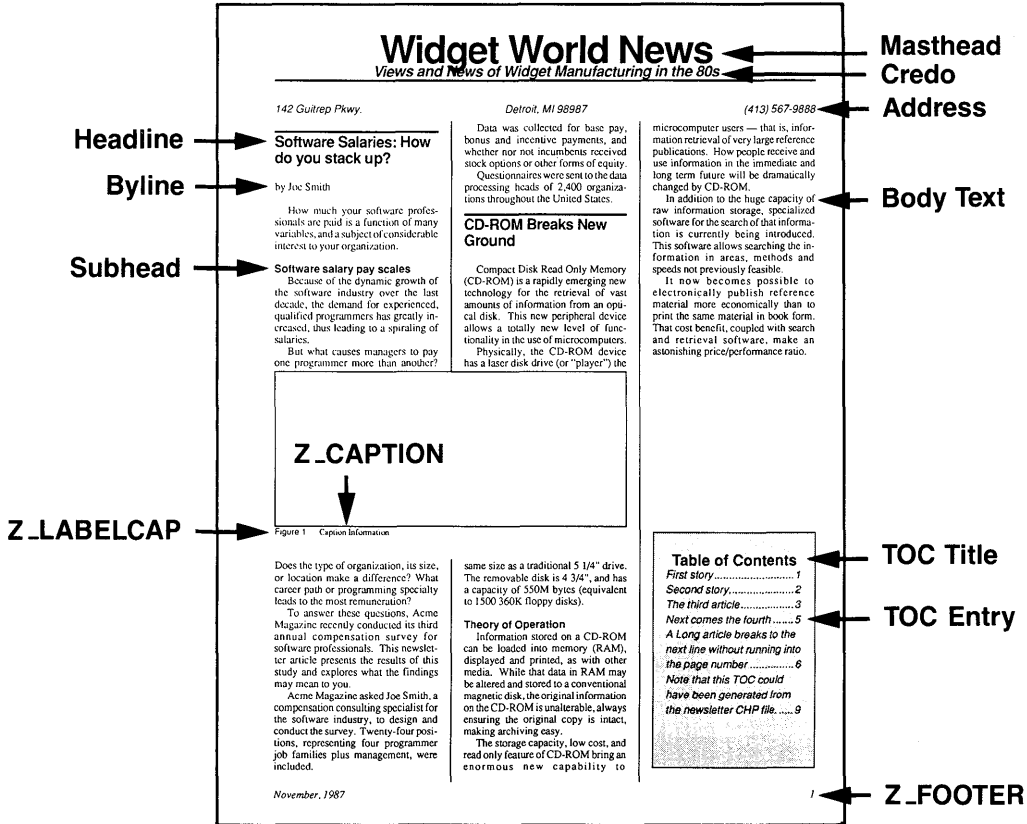 Widget World News
Masthead
Views and News of Widget Manufacturing in the 80s
Credo
142 Guitrep Pkwy.
Detroit, MI 98987
(413) 567-9888
Address
Headline
Software Salaries: How
do you stack up?
Byline
by Joe Smith
How much your software profes-
sionals are paid is a function of many
variables, and a subject of considerable
interest to your organization.
Subhead
Software salary pay scales
Because of the dynamic growth of
the software industry over the last
decade, the demand for experienced,
qualified programmers has greatly in-
creased, thus leading to a spiraling of
salaries.
But what causes managers to pay
one programmer more than another?
Data was collected for base pay,
bonus and incentive payments, and
whether nor not incumbents received
stock options or other forms of equity.
Questionnaires were sent to the data
processing heads of 2,400 organiza-
tions throughout the United States.
CD-ROM Breaks New
Ground
Compact Disk Read Only Memory
(CD-ROM) is a rapidly emerging new
technology for the retrieval of vast
amounts of information from an opti-
cal disk. This new peripheral device
allows a totally new level of func-
tionality in the use of microcomputers.
Physically, the CD-ROM device
has a laser disk drive (or "player") the
microcomputer users — that is, infor-
mation retrieval of very large reference
publications. How people receive and
use information in the immediate and
long term future will be dramatically
changed by CD-ROM.
In addition to the huge capacity of
raw information storage, specialized
software for the search of that informa-
tion is currently being introduced.
This software allows searching the in-
formation in areas, methods and
speeds not previously feasible.
It now becomes possible to
electronically publish reference
material more economically than to
print the same material in book form.
That cost benefit, coupled with search
and retrieval software, make an
astonishing price/performance ratio.
Body Text
Z_CAPTION
Z_LABELCAP
Figure 1 Caption Information
Does the type of organization, its size,
or location make a difference? What
career path or programming specialty
leads to the most remuneration?
To answer these questions, Acme
Magazine recently conducted its third
annual compensation survey for
software professionals. This newslet-
ter article presents the results of this
study and explores what the findings
may mean to you.
Acme Magazine asked Joe Smith, a
compensation consulting specialist for
the software industry, to design and
conduct the survey. Twenty-four posi-
tions, representing four programmer
job families plus management, were
included.
same size as a traditional 5 1/4" drive.
The removable disk is 4 3/4", and has
a capacity of 550M bytes (equivalent
to 1500 360K floppy disks).
Theory of Operation
Information stored on a CD-ROM
can be loaded into memory (RAM),
displayed and printed, as with other
media. While that data in RAM may
be altered and stored to a conventional
magnetic disk, the original information
on the CD-ROM is unalterable, always
ensuring the original copy is intact,
making archiving easy.
The storage capacity, low cost, and
read only feature of CD-ROM bring an
enormous new capability to
Table of Contents
TOC Title
First story........................... 1
Second story...................... 2
The third article.................. 3
Next comes the fourth ....... 5
TOC Entry
A Long article breaks to the
next line without running into
the page number ............... 6
Note that this TOC could
have been generated from
the newsletter CHP file. ..... 9
November, 1987
1
Z_FOOTER